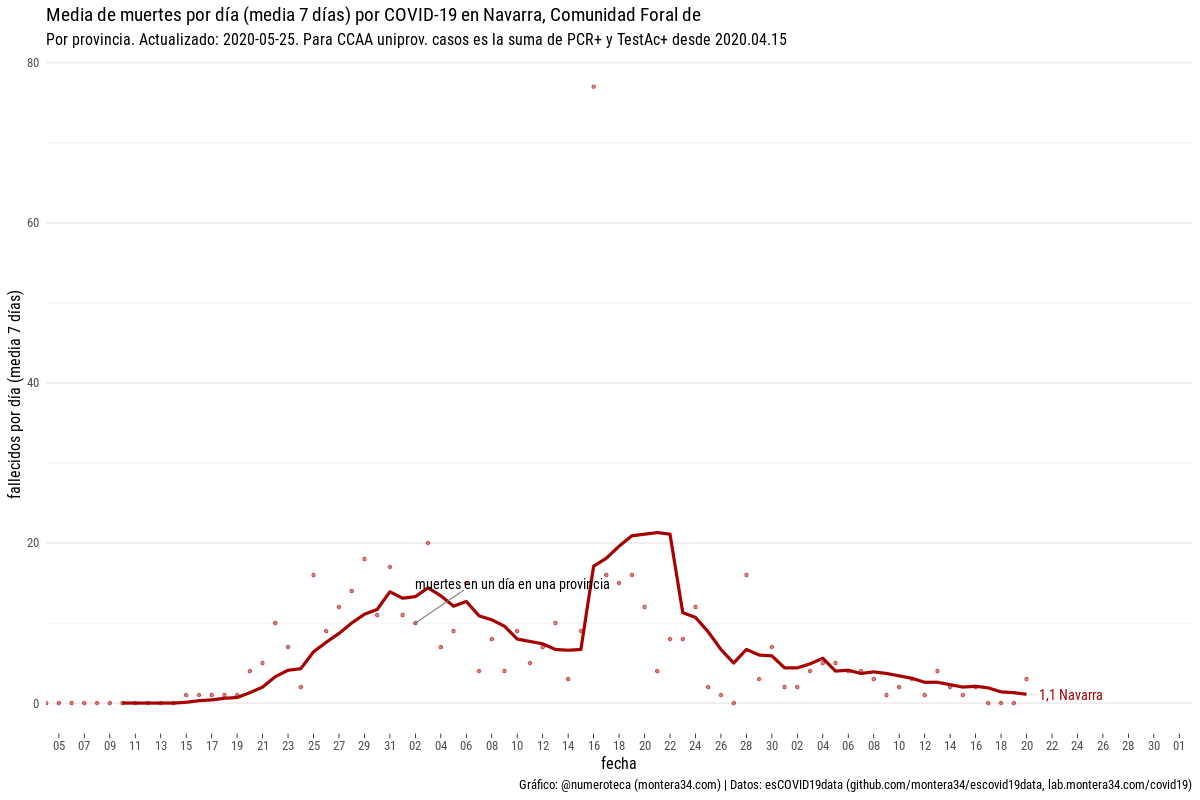 Media de muertes por día (media 7 días) por COVID-19 en Navarra, Comunidad Foral de
Por provincia. Actualizado: 2020-05-25. Para CCAA uniprov. casos es la suma de PCR+ y TestAc+ desde 2020.04.15
80
60
40
20
0
fallecidos por día (media 7 días)
muertes en un día en una provincia
1,1 Navarra
05 07 09 11 13 15 17 19 21 23 25 27 29 31 02 04 06 08 10 12 14 16 18 20 22 24 26 28 30 02 04 06 08 10 12 14 16 18 20 22 24 26 28 30 01
fecha
Gráfico: @numeroteca (montera34.com) | Datos: esCOVID19data (github.com/montera34/escovid19data, lab.montera34.com/covid19)